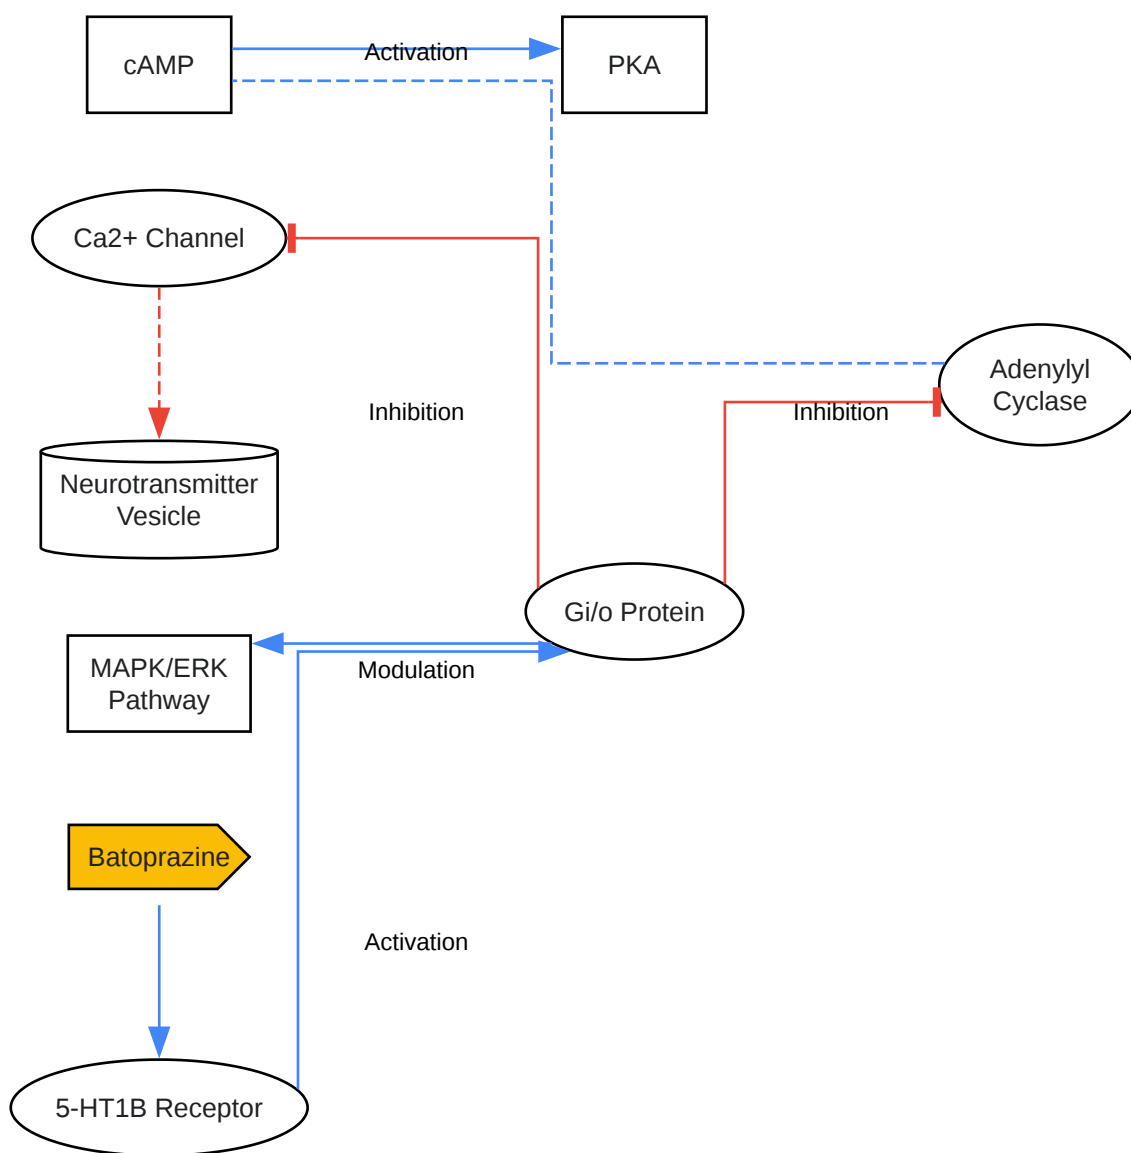 cAMP
Activation
PKA
Ca2+ Channel
Adenylyl
Cyclase
Inhibition
Inhibition
Neurotransmitter
Vesicle
Gi/o Protein
MAPK/ERK
Pathway
Modulation
Batoprazine
Activation
5-HT1B Receptor